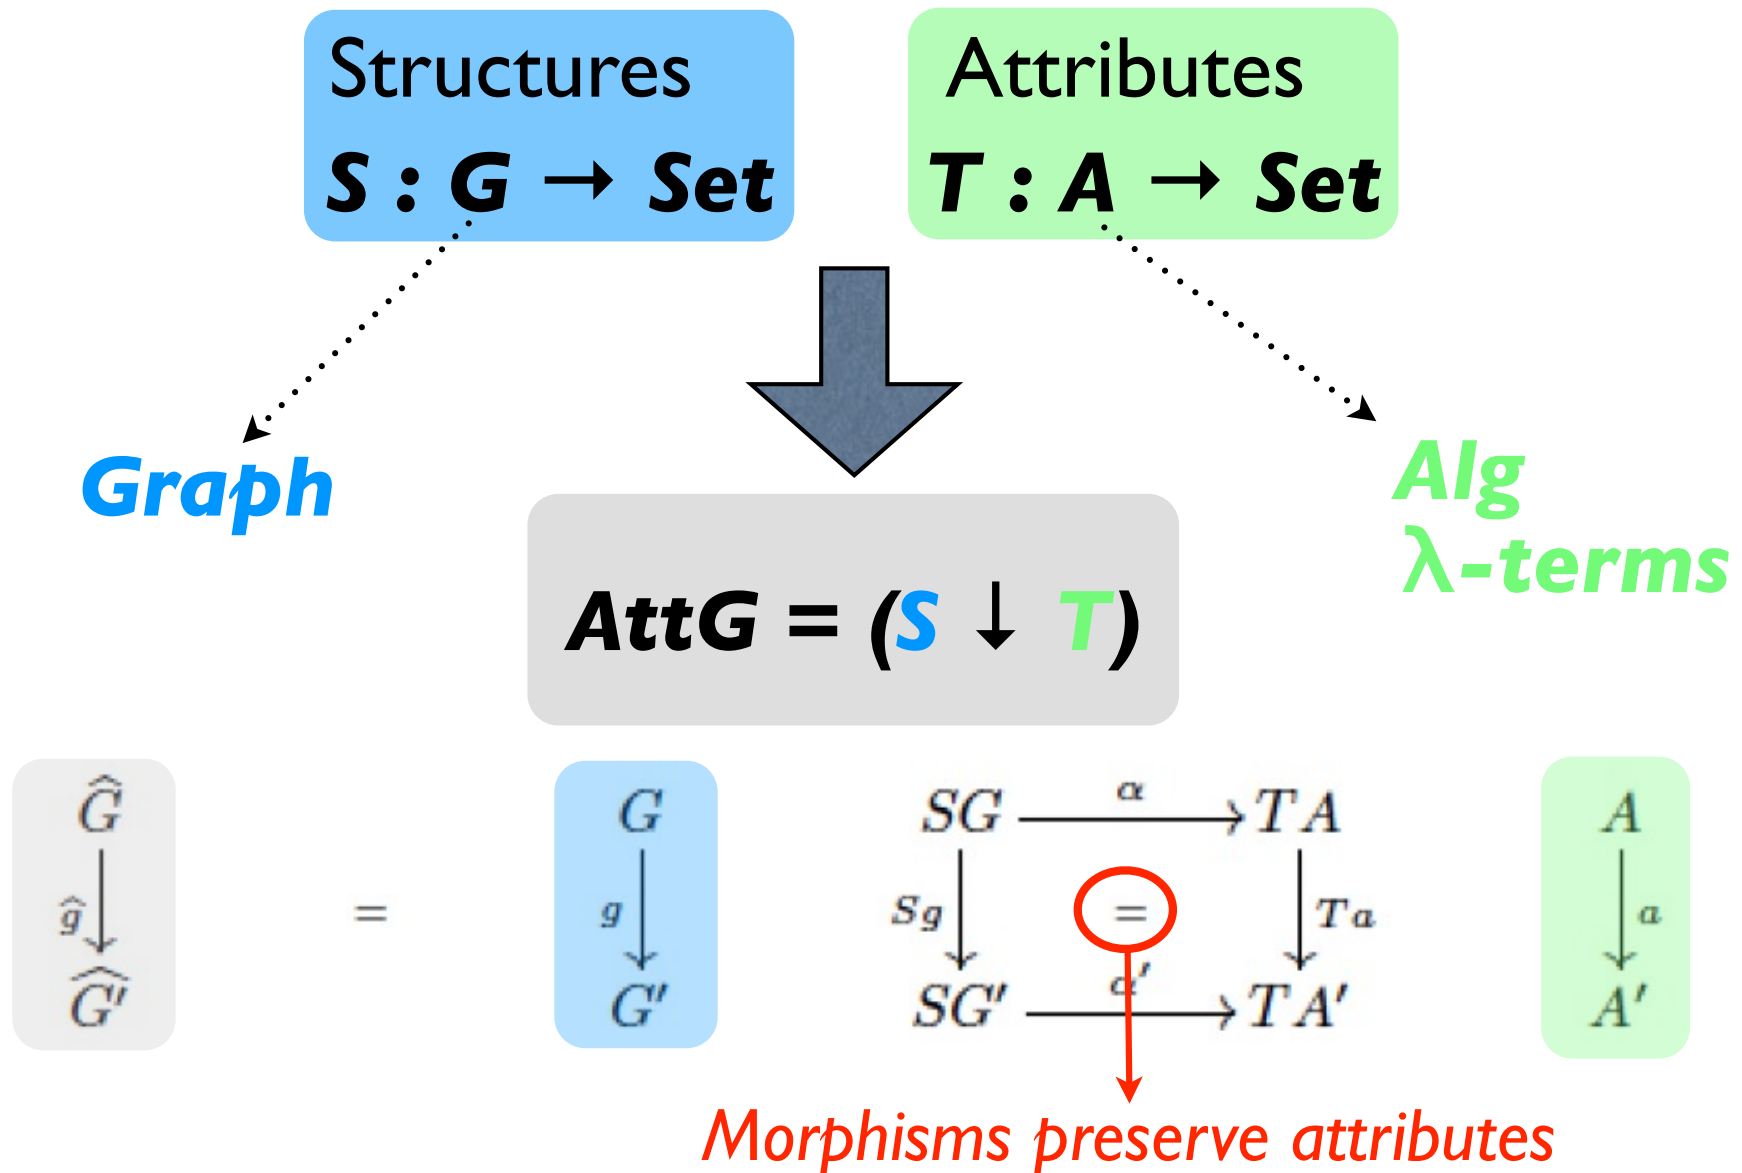 Structures
S : G → Set
Attributes
T : A → Set
Graph
Alg
λ-terms
AttG = (S ↓ T)
Ĝ
ĝ
Ĝ′
=
G
g
G′
SG α TA
Sg = Ta
SG′ α′ TA′
A
a
A′
Morphisms preserve attributes